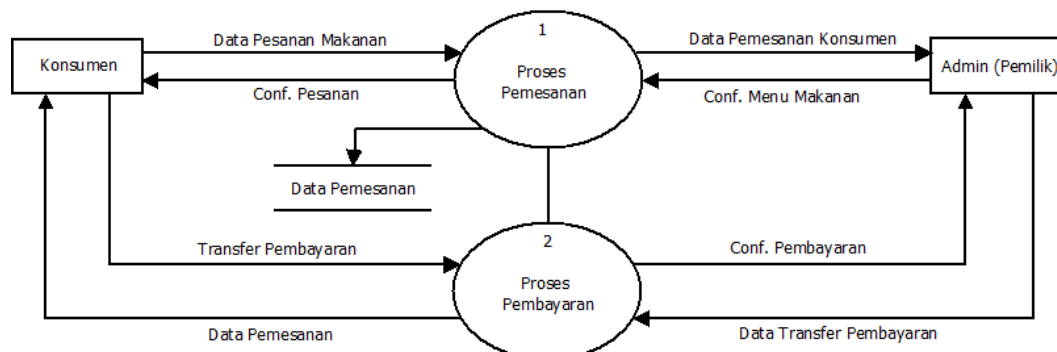 1
Data Pesanan Makanan
Data Pemesanan Konsumen
Konsumen
Proses
Pemesanan
Admin (Pemilik)
Conf. Pesanan
Conf. Menu Makanan
Data Pemesanan
2
Transfer Pembayaran
Conf. Pembayaran
Proses
Pembayaran
Data Pemesanan
Data Transfer Pembayaran